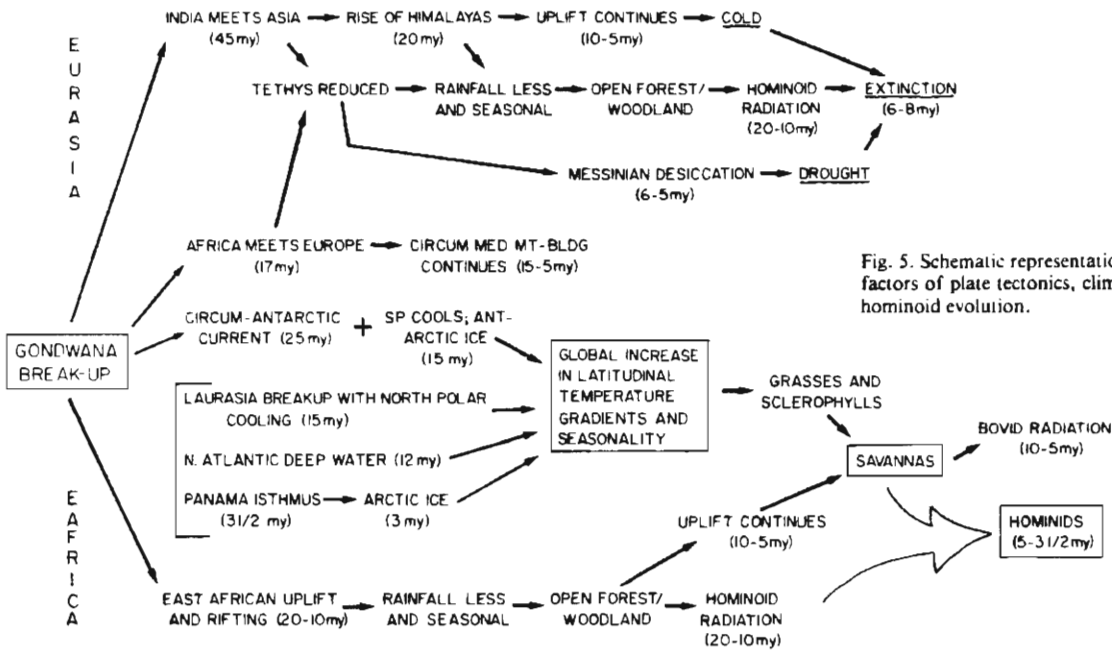 EURASIA
INDIA MEETS ASIA
(45my)
RISE OF HIMALAYAS
(20my)
UPLIFT CONTINUES
(10-5my)
COLD
TETHYS REDUCED
RAINFALL LESS
AND SEASONAL
OPEN FOREST/
WOODLAND
HOMINOID
RADIATION
(20-10my)
EXTINCTION
(6-8my)
MESSINIAN DESICCATION
(6-5my)
DROUGHT
AFRICA MEETS EUROPE
(17my)
CIRCUM MED MT-BLDG
CONTINUES (15-5my)
Fig. 5. Schematic representatio
factors of plate tectonics, clim
hominoid evolution.
GONDWANA
BREAK-UP
CIRCUM-ANTARCTIC
CURRENT (25my)
+
SP COOLS; ANT-
ARCTIC ICE
(15 my)
LAURASIA BREAKUP WITH NORTH POLAR
COOLING (15my)
N. ATLANTIC DEEP WATER (12my)
PANAMA ISTHMUS
(31/2 my)
ARCTIC ICE
(3my)
GLOBAL INCREASE
IN LATITUDINAL
TEMPERATURE
GRADIENTS AND
SEASONALITY
GRASSES AND
SCLEROPHYLLS
SAVANNAS
BOVID RADIATION
(10-5my)
UPLIFT CONTINUES
(10-5my)
HOMINIDS
(5-31/2my)
EAFRICA
EAST AFRICAN UPLIFT
AND RIFTING (20-10my)
RAINFALL LESS
AND SEASONAL
OPEN FOREST/
WOODLAND
HOMINOID
RADIATION
(20-10my)